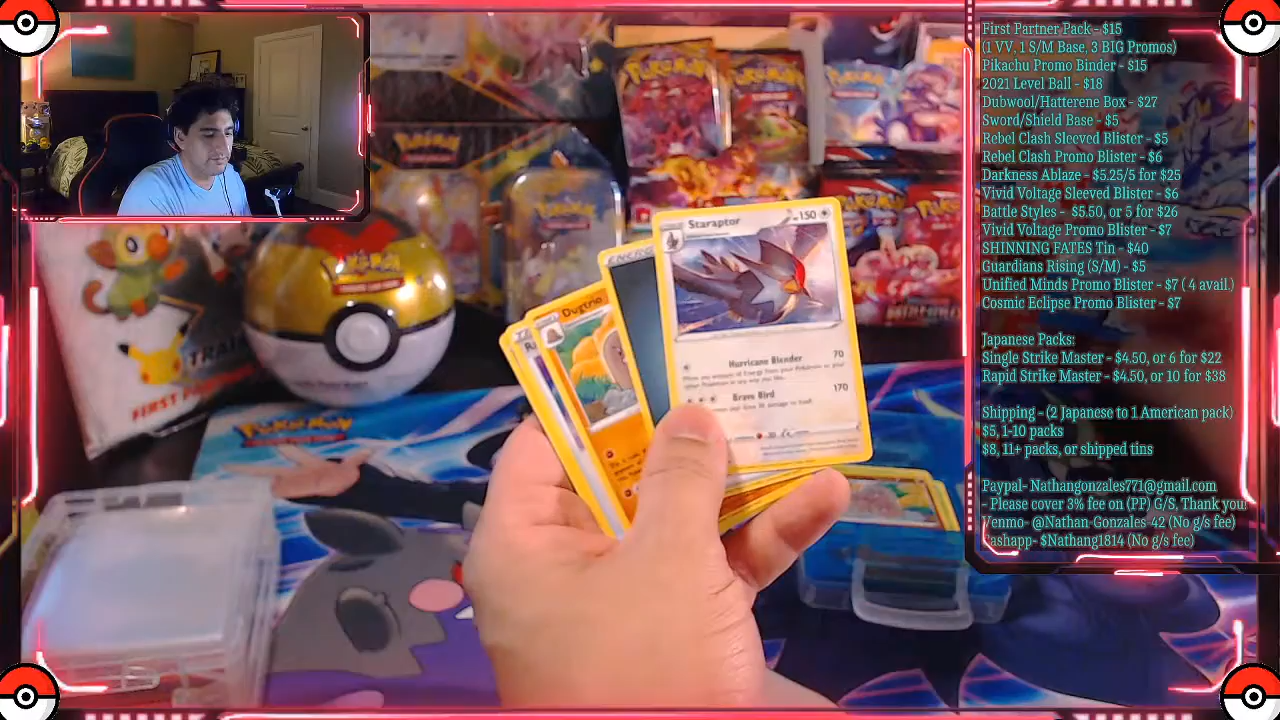 First Partner Pack - $15
(1 VV, 1 S/M Base, 3 BIG Promos)
Pikachu Promo Binder - $15
2021 Level Ball - $18
Dubwool/Hatterene Box - $27
Sword/Shield Base - $5
Rebel Clash Sleeved Blister - $5
Rebel Clash Promo Blister - $6
Darkness Ablaze - $5.25/5 for $25
Vivid Voltage Sleeved Blister - $6
Battle Styles - $5.50, or 5 for $26
Vivid Voltage Promo Blister - $7
SHINNING FATES Tin - $40
Guardians Rising (S/M) - $5
Unified Minds Promo Blister - $7 ( 4 avail.)
Cosmic Eclipse Promo Blister - $7
Japanese Packs:
Single Strike Master - $4.50, or 6 for $22
Rapid Strike Master - $4.50, or 10 for $38
Shipping - (2 Japanese to 1 American pack)
$5, 1-10 packs
$8, 11+ packs, or shipped tins
Paypal- Nathangonzales771@gmail.com
- Please cover 3% fee on (PP) G/S, Thank you
Venmo- @Nathan-Gonzales-42 (No g/s fee)
Cashapp- $Nathang1814 (No g/s fee)
Pokémon
Pokémon
Pokémon
Pokémon
Staraptor 150
Hurricane Blender 70
Brave Bird 170
Dugtrio
ENERGY
FIRST